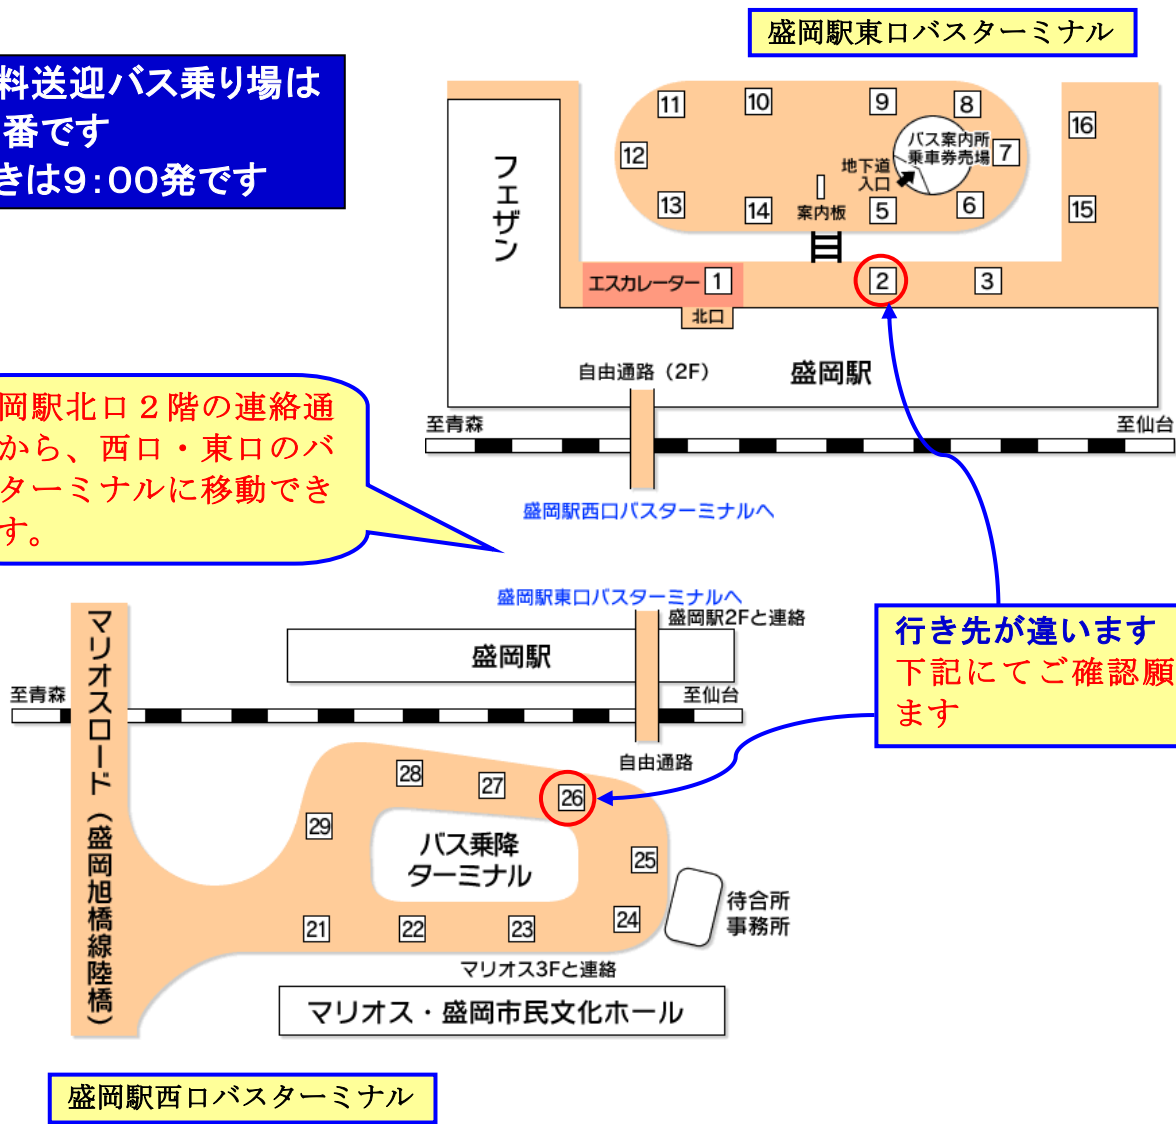 盛岡駅東口バスターミナル
料送迎バス乗り場は
番です
きは9:00発です
11
10
9
8
16
12
バス案内所
乗車券売場
7
地下道
入口
13
14
案内板
5
6
15
フェザン
エスカレーター
1
2
3
北口
自由通路（2F）
盛岡駅
至青森
至仙台
盛岡駅西口バスターミナルへ
岡駅北口２階の連絡通
から、西口・東口のバ
ターミナルに移動でき
す。
盛岡駅東口バスターミナルへ
盛岡駅2Fと連絡
盛岡駅
至青森
至仙台
自由通路
行き先が違います
下記にてご確認願
ます
マリオスロード（盛岡旭橋線陸橋）
28
27
26
29
バス乗降
ターミナル
25
24
待合所
事務所
21
22
23
マリオス3Fと連絡
マリオス・盛岡市民文化ホール
盛岡駅西口バスターミナル